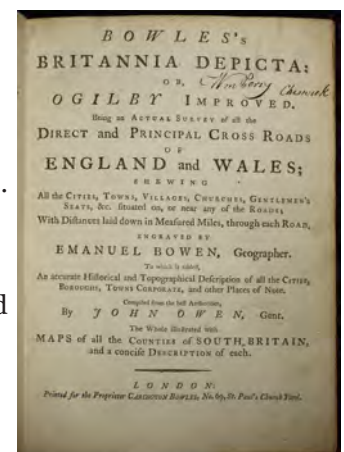 BOWLES's
BRITANNIA DEPICTA:
OR,
OGILBY IMPROVED.
Being an ACTUAL SURVEY of all the
DIRECT and PRINCIPAL CROSS ROADS
OF
ENGLAND and WALES;
SHEWING
All the CITIES, TOWNS, VILLAGES, CHURCHES, GENTLEMEN'S
SEATS, &c. situated on, or near any of the ROADS;
With Distances laid down in Measured Miles, through each ROAD.
ENGRAVED BY
EMANUEL BOWEN, Geographer.
To which is added,
An accurate Historical and Topographical Description of all the CITIES,
BOROUGHS, TOWNS CORPORATE, and other Places of Note.
Compiled from the best Authorities,
By JOHN OWEN, Gent.
The Whole illustrated with
MAPS of all the COUNTIES of SOUTH BRITAIN,
and a concise DESCRIPTION of each.
LONDON:
Printed for the Proprietor CARINGTON BOWLES, No. 69, St. Paul's Church Yard.